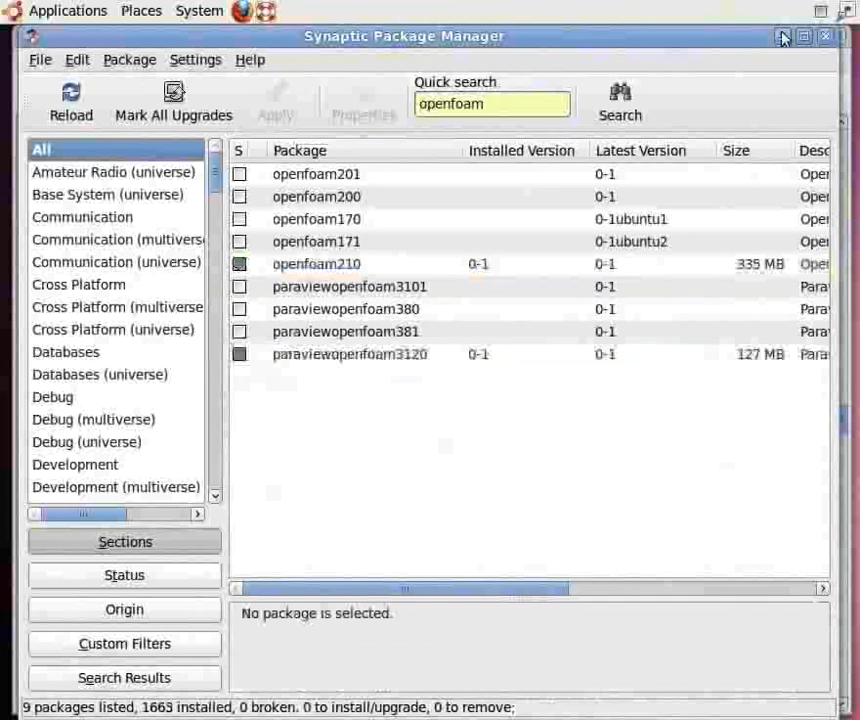 Applications Places System
Synaptic Package Manager
File Edit Package Settings Help
Quick search
openfoam
Reload Mark All Upgrades Apply Properties Search
All
Amateur Radio (universe)
Base System (universe)
Communication
Communication (multivers
Communication (universe)
Cross Platform
Cross Platform (multiverse
Cross Platform (universe)
Databases
Databases (universe)
Debug
Debug (multiverse)
Debug (universe)
Development
Development (multiverse)
Sections
Status
Origin
Custom Filters
Search Results
S Package Installed Version Latest Version Size Desc
openfoam201 0-1 Open
openfoam200 0-1 Open
openfoam170 0-1ubuntu1 Open
openfoam171 0-1ubuntu2 Open
openfoam210 0-1 0-1 335 MB Open
paraviewopenfoam3101 0-1 Para
paraviewopenfoam380 0-1 Para
paraviewopenfoam381 0-1 Para
paraviewopenfoam3120 0-1 0-1 127 MB Para
No package is selected.
9 packages listed, 1663 installed, 0 broken. 0 to install/upgrade, 0 to remove;